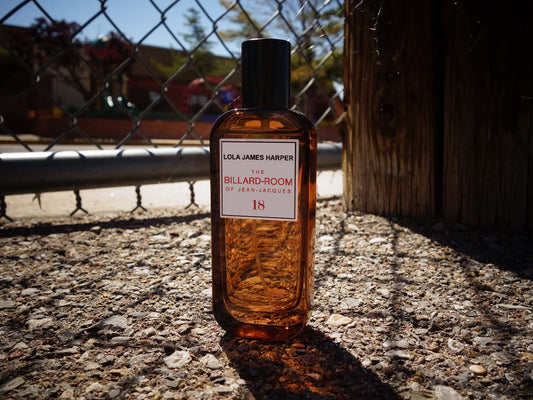 LOLA JAMES HARPER
THE
BILLARD-ROOM
OF JEAN-JACQUES
18